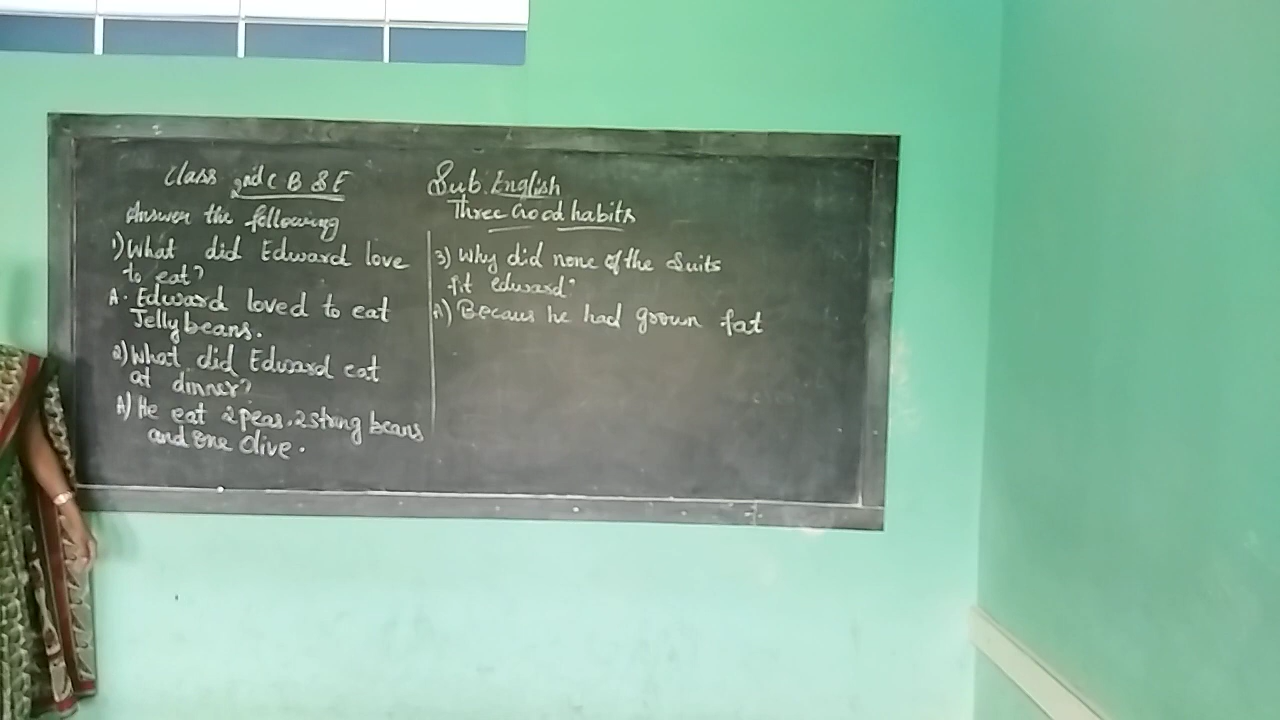 Class 2nd C B S E
Sub. English
Three Good habits
Answer the following
1) What did Edward love
to eat?
A. Edward loved to eat
Jelly beans.
2) What did Edward eat
at dinner?
A) He eat 2 peas, 2 string beans
and one Olive.
3) Why did none of the Suits
fit edward?
A) Becaus he had grown fat